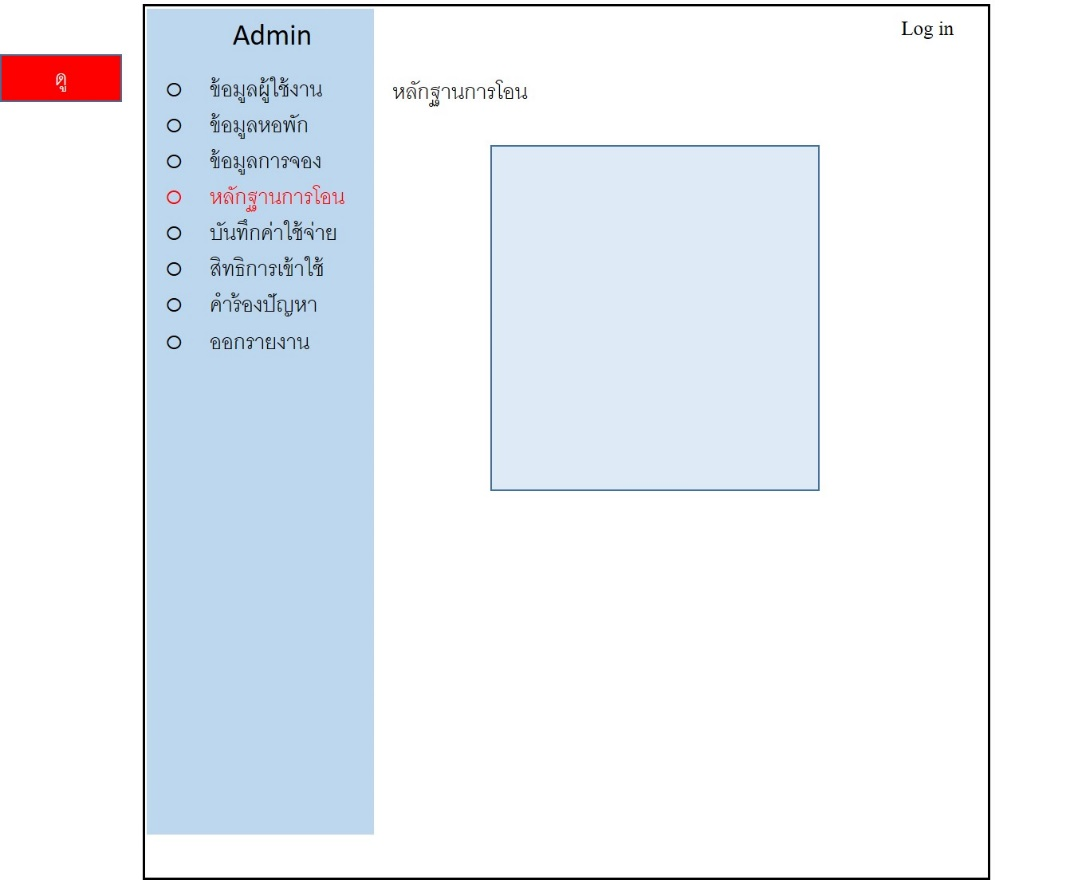 ดู
Admin
ข้อมูลผู้ใช้งาน
ข้อมูลหอพัก
ข้อมูลการจอง
หลักฐานการโอน
บันทึกค่าใช้จ่าย
สิทธิการเข้าใช้
คำร้องปัญหา
ออกรายงาน
Log in
หลักฐานการโอน